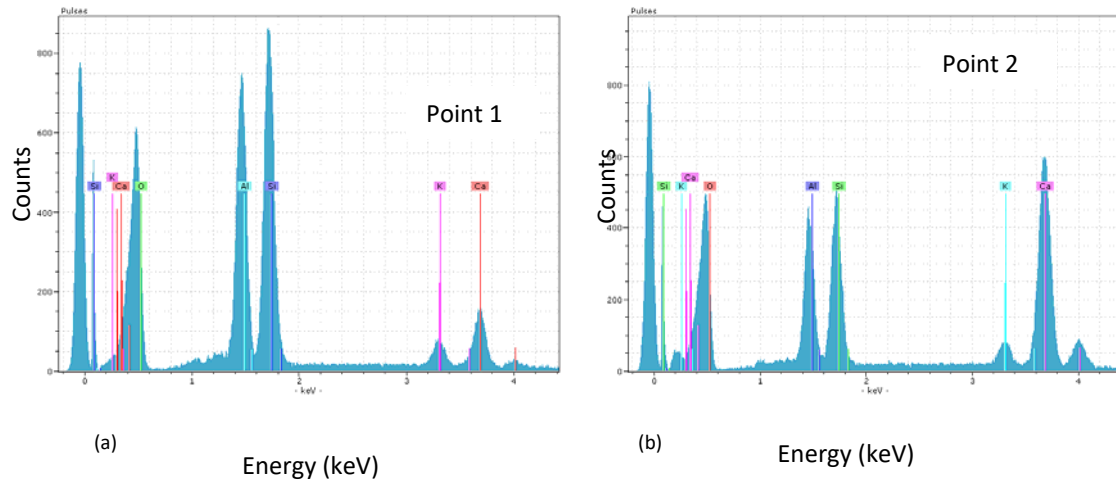 Pulses
800
600
400
200
0
Counts
Point 1
Si
K
Ca
O
Al
Si
K
Ca
0
1
2
3
4
- keV -
(a)
Energy (keV)
Pulses
800
600
400
200
0
Counts
Point 2
Si
K
Ca
O
Al
Si
K
Ca
0
1
2
3
4
- keV -
(b)
Energy (keV)